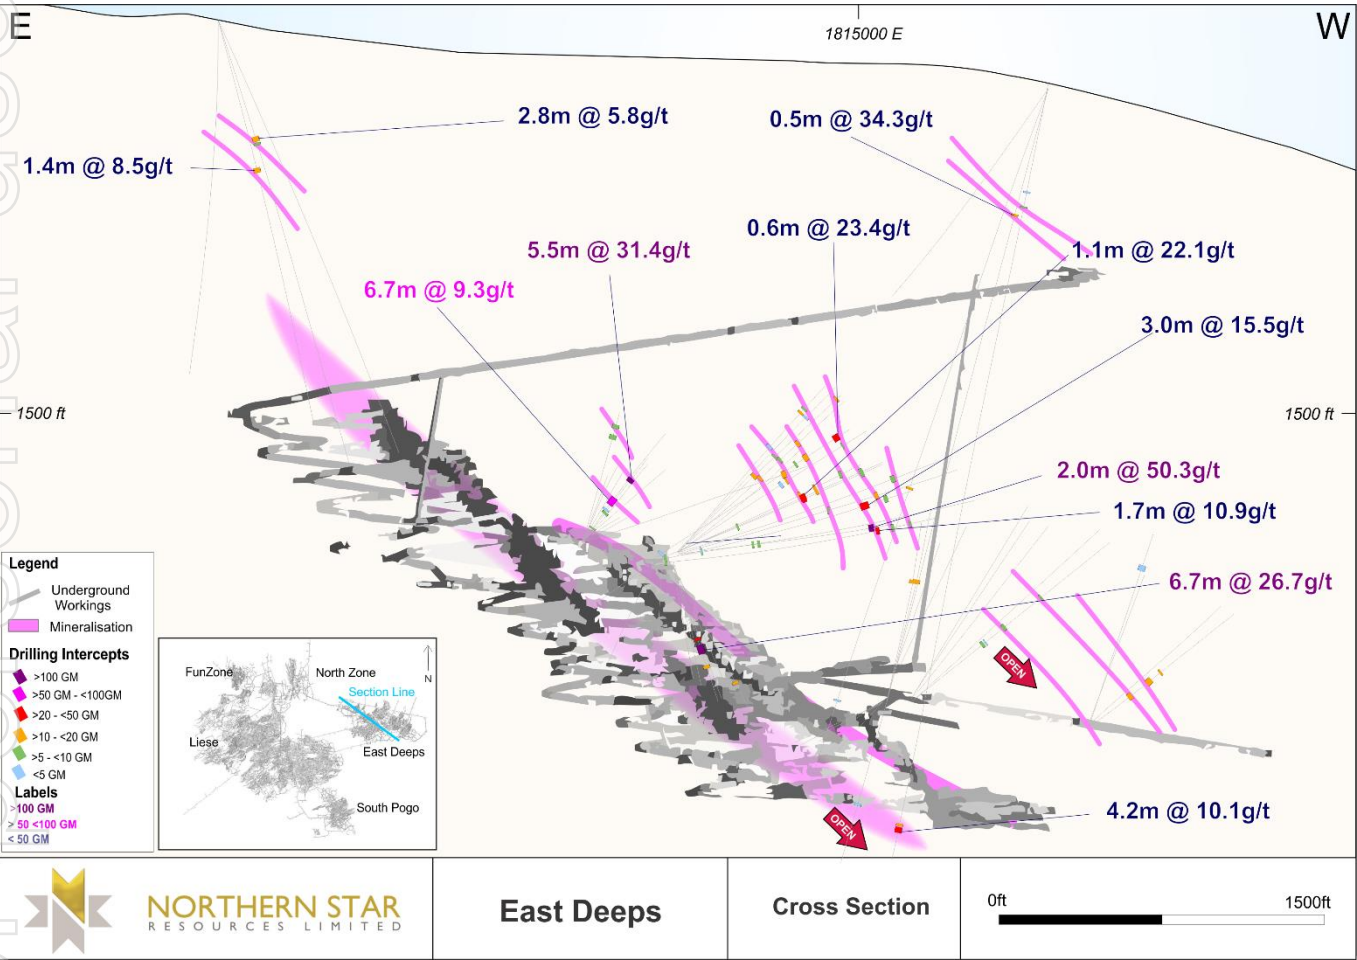 E
W
1815000 E
2.8m @ 5.8g/t
0.5m @ 34.3g/t
1.4m @ 8.5g/t
0.6m @ 23.4g/t
5.5m @ 31.4g/t
1.1m @ 22.1g/t
6.7m @ 9.3g/t
3.0m @ 15.5g/t
1500 ft
1500 ft
2.0m @ 50.3g/t
1.7m @ 10.9g/t
6.7m @ 26.7g/t
OPEN
4.2m @ 10.1g/t
OPEN
Legend
Underground
Workings
Mineralisation
Drilling Intercepts
>100 GM
>50 GM - <100GM
>20 - <50 GM
>10 - <20 GM
>5 - <10 GM
<5 GM
Labels
>100 GM
> 50 <100 GM
< 50 GM
FunZone
North Zone
N
Section Line
Liese
East Deeps
South Pogo
NORTHERN STAR
RESOURCES LIMITED
East Deeps
Cross Section
0ft
1500ft